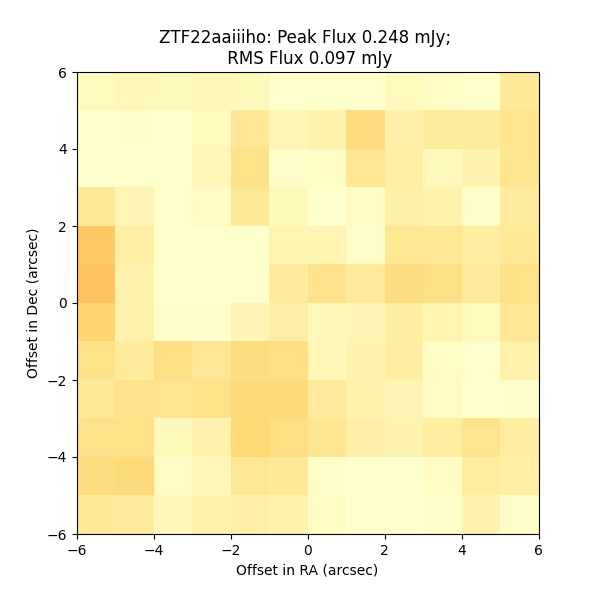 ZTF22aaiiiho: Peak Flux 0.248 mJy;
RMS Flux 0.097 mJy
6
4
2
0
−2
−4
−6
Offset in Dec (arcsec)
−6 −4 −2 0 2 4 6
Offset in RA (arcsec)